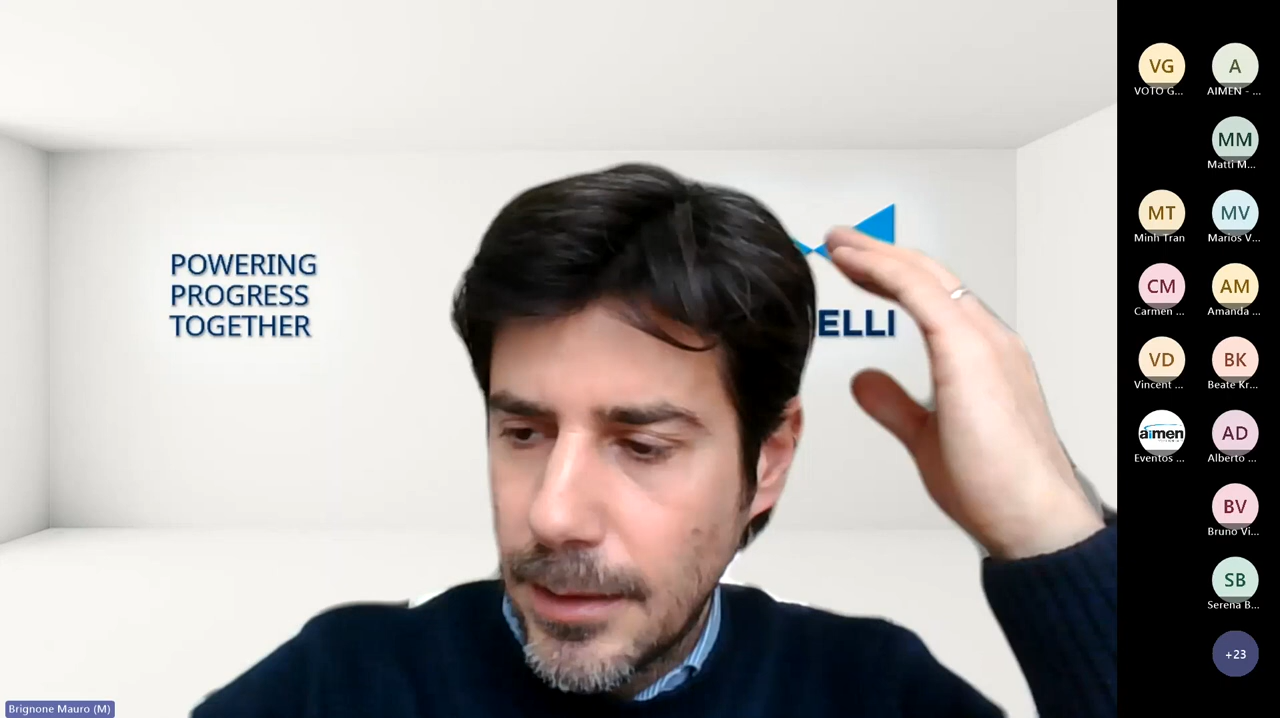 POWERING
PROGRESS
TOGETHER
ELLI
Brignone Mauro (M)
VG
VOTO G...
A
AIMEN - ...
MM
Matti M...
MT
Minh Tran
MV
Marios V...
CM
Carmen ...
AM
Amanda ...
VD
Vincent ...
BK
Beate Kr...
aimen
Eventos ...
AD
Alberto ...
BV
Bruno Vi...
SB
Serena B...
+23